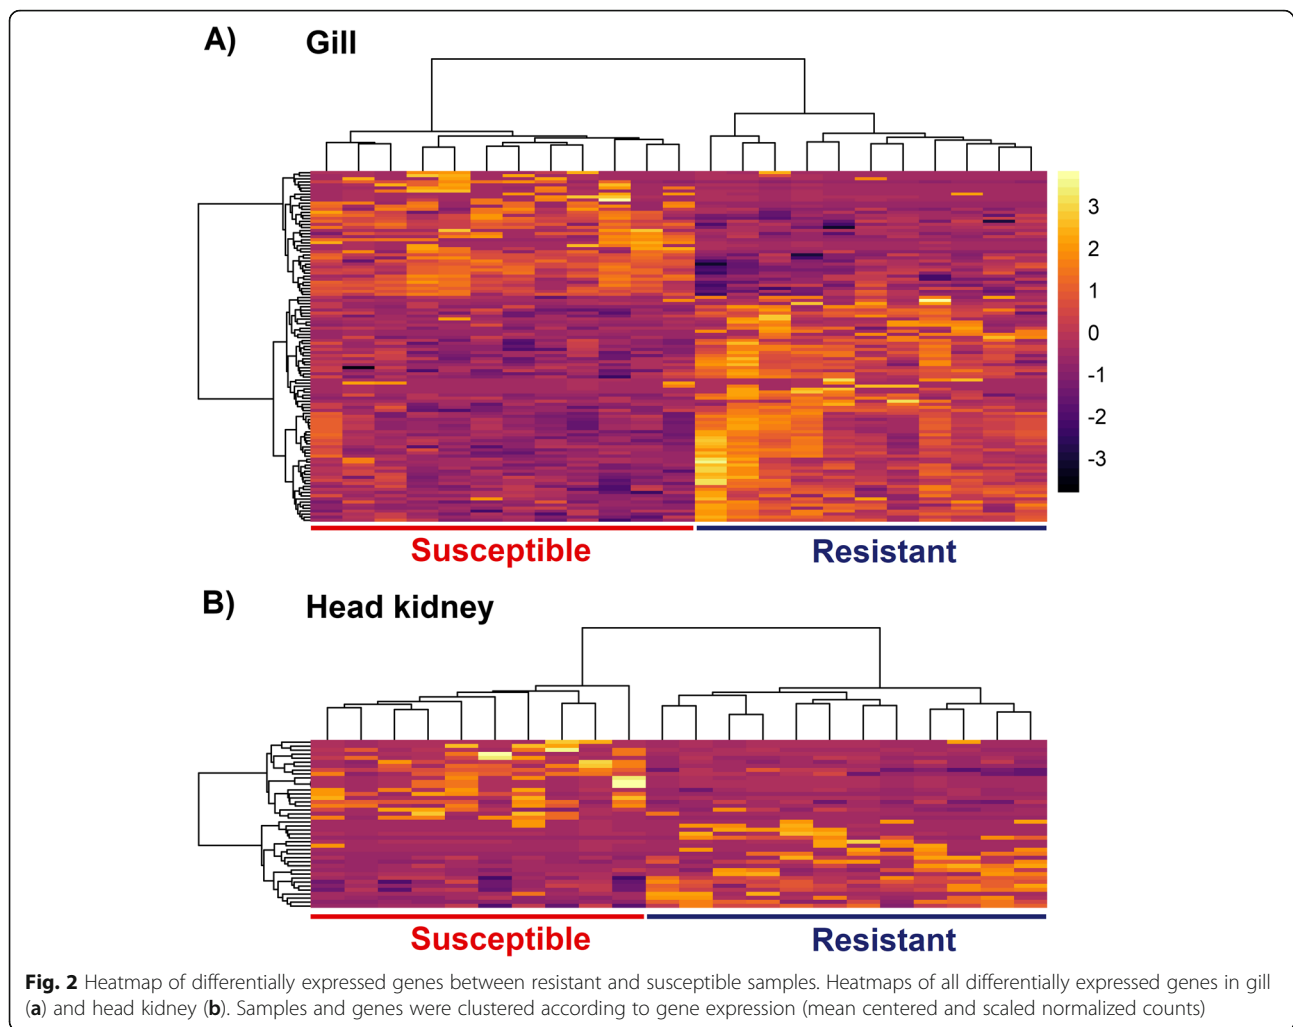 A) Gill
3
2
1
0
-1
-2
-3
Susceptible Resistant
B) Head kidney
Susceptible Resistant
Fig. 2 Heatmap of differentially expressed genes between resistant and susceptible samples. Heatmaps of all differentially expressed genes in gill
(a) and head kidney (b). Samples and genes were clustered according to gene expression (mean centered and scaled normalized counts)